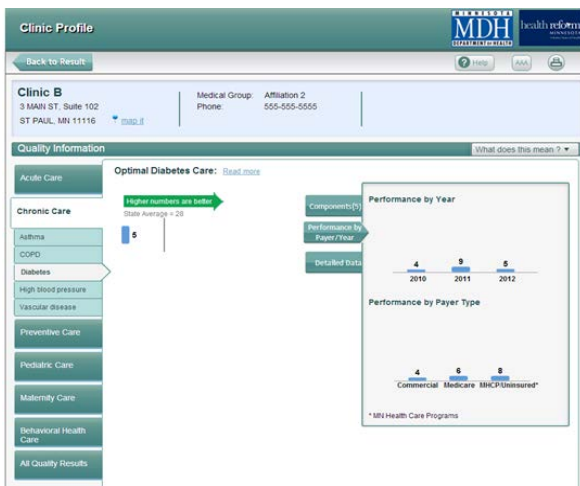 Clinic Profile
MINNESOTA
MDH
DEPARTMENT of HEALTH
health reform
MINNESOTA
Back to Result
Help
AAA
Clinic B
3 MAIN ST, Suite 102
ST PAUL, MN 11116
map it
Medical Group: Affiliation 2
Phone: 555-555-5555
Quality Information
What does this mean ?
Acute Care
Chronic Care
Asthma
COPD
Diabetes
High blood pressure
Vascular disease
Preventive Care
Pediatric Care
Maternity Care
Behavioral Health
Care
All Quality Results
Optimal Diabetes Care: Read more
Higher numbers are better
State Average = 28
5
Components(5)
Performance by
Payer/Year
Detailed Data
Performance by Year
4 9 5
2010 2011 2012
Performance by Payer Type
4 6 8
Commercial Medicare MHCP/Uninsured*
* MN Health Care Programs